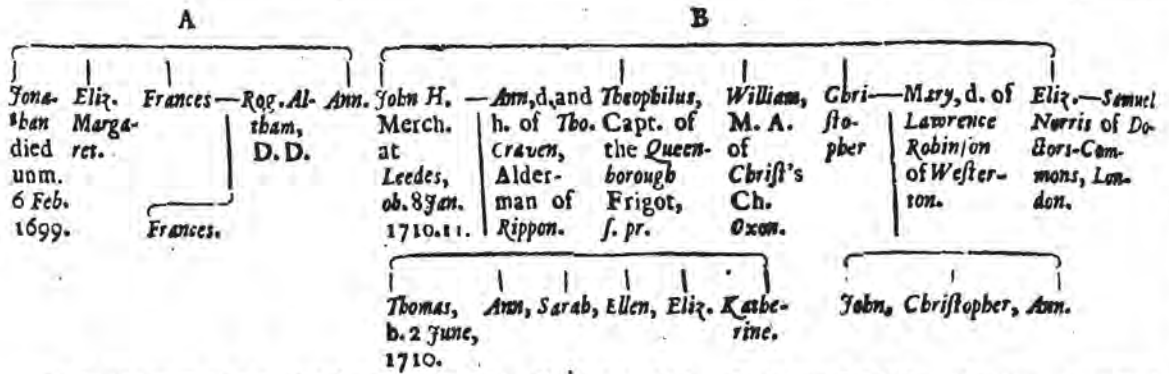 A B
Jona- Eliz. Frances—Rog. Al- Ann. John H. — Ann, d. and Theophilus, William, Chri—Mary, d. of Eliz.—Samuel
than Marga- tham, Merch. h. of Tho. Capt. of M. A. ſto- Lawrence Norris of Do-
died ret. D. D. at Craven, the Queen- of pher Robinſon ctors-Com-
unm. Leedes, Alder- borough Chriſt's of Weſter- mons, Lon-
6 Feb. ob. 8 Jan. man of Frigot, Ch. ton. don.
1699. Frances. 1710.11. Rippon. ſ. pr. Oxon.
Thomas, Ann, Sarah, Ellen, Eliz. Kathe- John, Chriſtopher, Ann.
b. 2 June, rine.
1710.